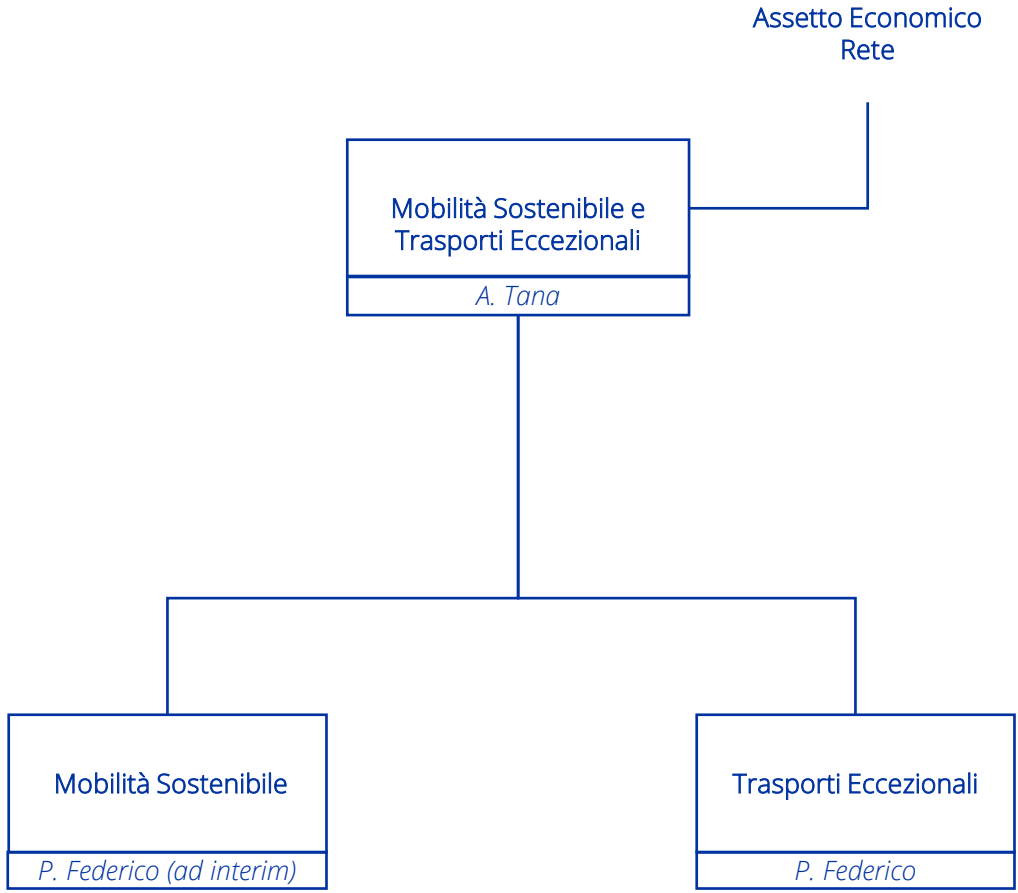 Assetto Economico
Rete
Mobilità Sostenibile e
Trasporti Eccezionali
A. Tana
Mobilità Sostenibile
P. Federico (ad interim)
Trasporti Eccezionali
P. Federico